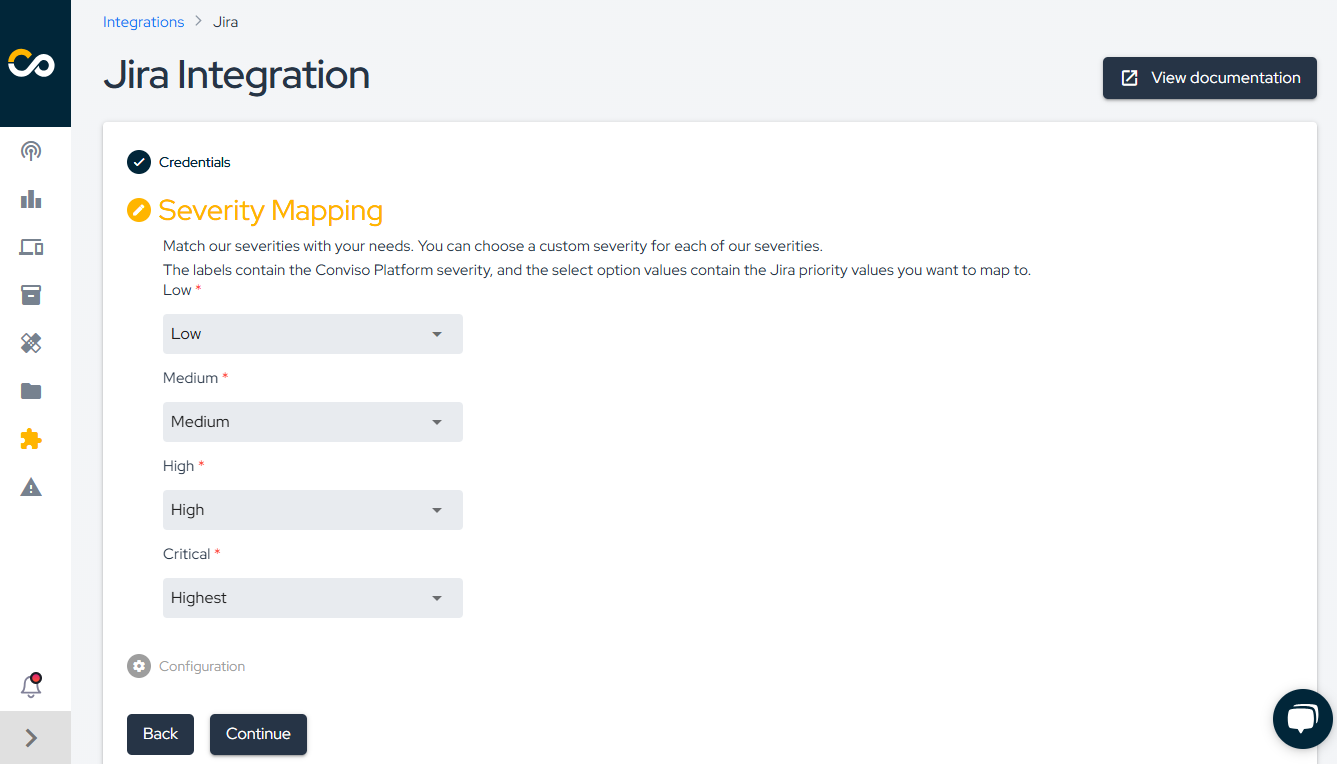 Integrations > Jira
Jira Integration
View documentation
Credentials
Severity Mapping
Match our severities with your needs. You can choose a custom severity for each of our severities.
The labels contain the Conviso Platform severity, and the select option values contain the Jira priority values you want to map to.
Low *
Low
Medium *
Medium
High *
High
Critical *
Highest
Configuration
Back
Continue